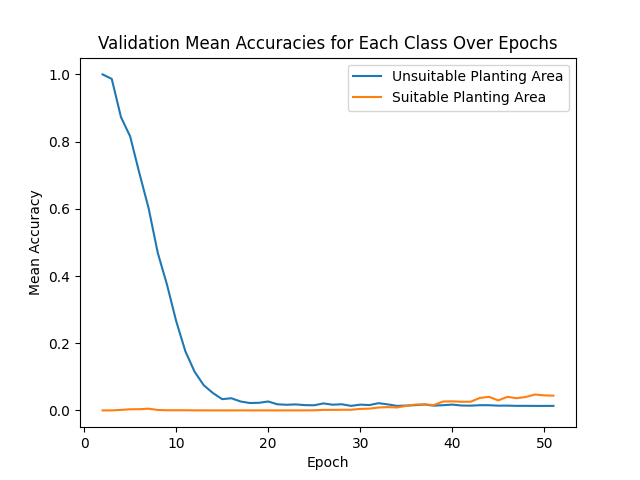 Validation Mean Accuracies for Each Class Over Epochs
Unsuitable Planting Area
Suitable Planting Area
Mean Accuracy
1.0
0.8
0.6
0.4
0.2
0.0
0 10 20 30 40 50
Epoch